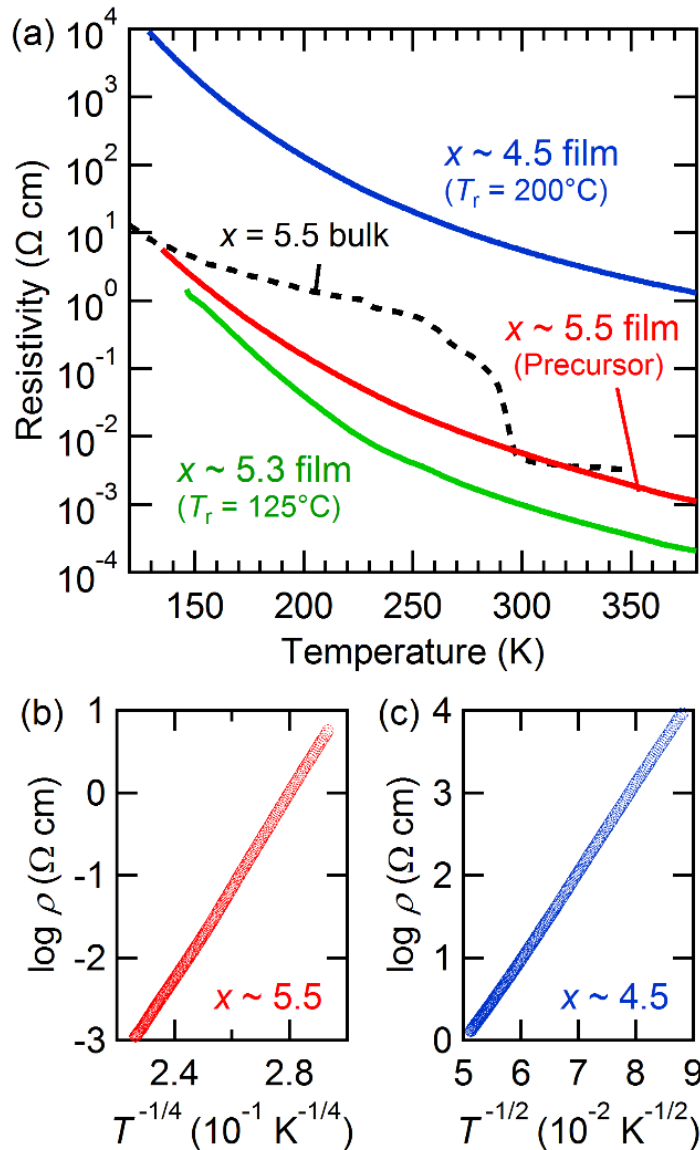 (a)
10^4
10^3
10^2
10^1
10^0
10^-1
10^-2
10^-3
10^-4
Resistivity (Ω cm)
x ~ 4.5 film
(T_r = 200°C)
x = 5.5 bulk
x ~ 5.5 film
(Precursor)
x ~ 5.3 film
(T_r = 125°C)
150 200 250 300 350
Temperature (K)
(b)
1
0
-1
-2
-3
log ρ (Ω cm)
x ~ 5.5
2.4 2.8
T^-1/4 (10^-1 K^-1/4)
(c)
4
3
2
1
0
log ρ (Ω cm)
x ~ 4.5
5 6 7 8 9
T^-1/2 (10^-2 K^-1/2)